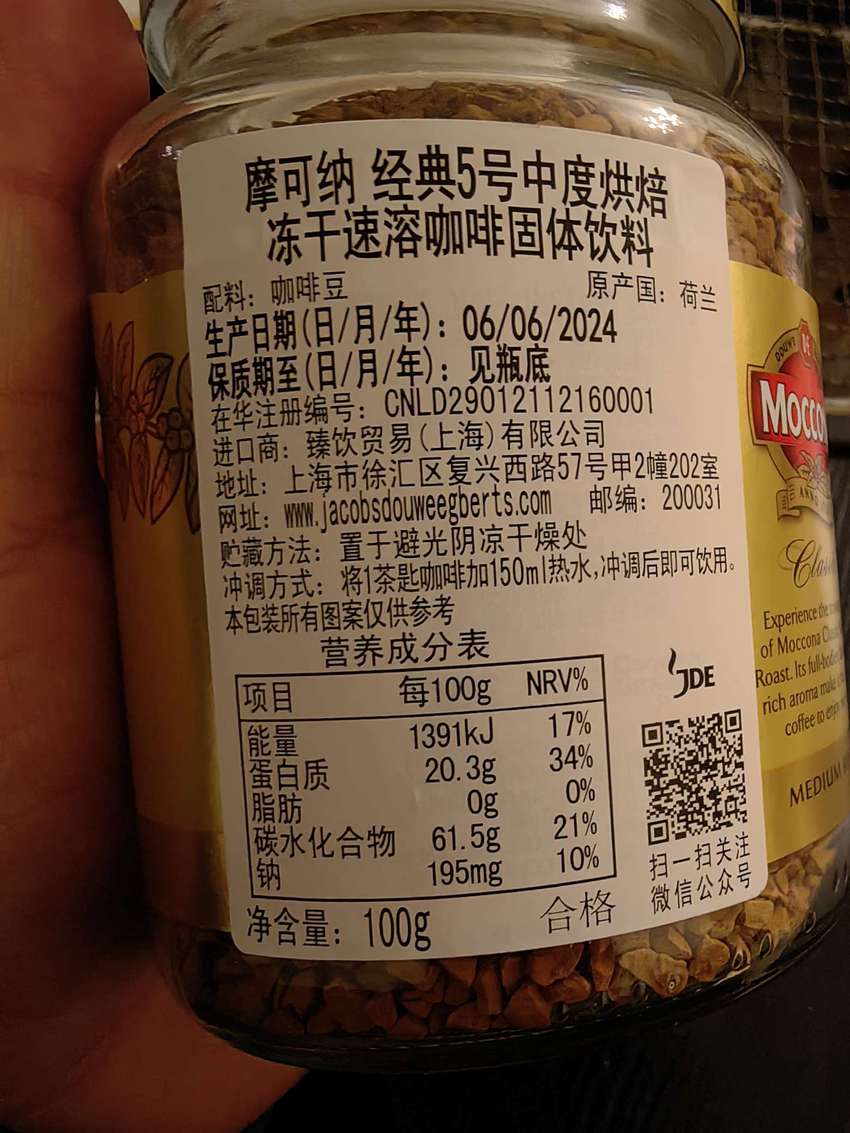 摩可纳 经典5号中度烘焙
冻干速溶咖啡固体饮料
配料：咖啡豆 原产国：荷兰
生产日期(日/月/年)：06/06/2024
保质期至(日/月/年)：见瓶底
在华注册编号：CNLD29012112160001
进口商：臻饮贸易(上海)有限公司
地址：上海市徐汇区复兴西路57号甲2幢202室
网址：www.jacobsdouweegberts.com 邮编：200031
贮藏方法：置于避光阴凉干燥处
冲调方式：将1茶匙咖啡加150ml热水,冲调后即可饮用。
本包装所有图案仅供参考
营养成分表
项目 每100g NRV%
能量 1391kJ 17%
蛋白质 20.3g 34%
脂肪 0g 0%
碳水化合物 61.5g 21%
钠 195mg 10%
净含量：100g 合格
JDE
扫一扫关注
微信公众号
DOUWE
Experience the
of Moccona
Roast. Its
rich aroma
coffee to
MEDIUM